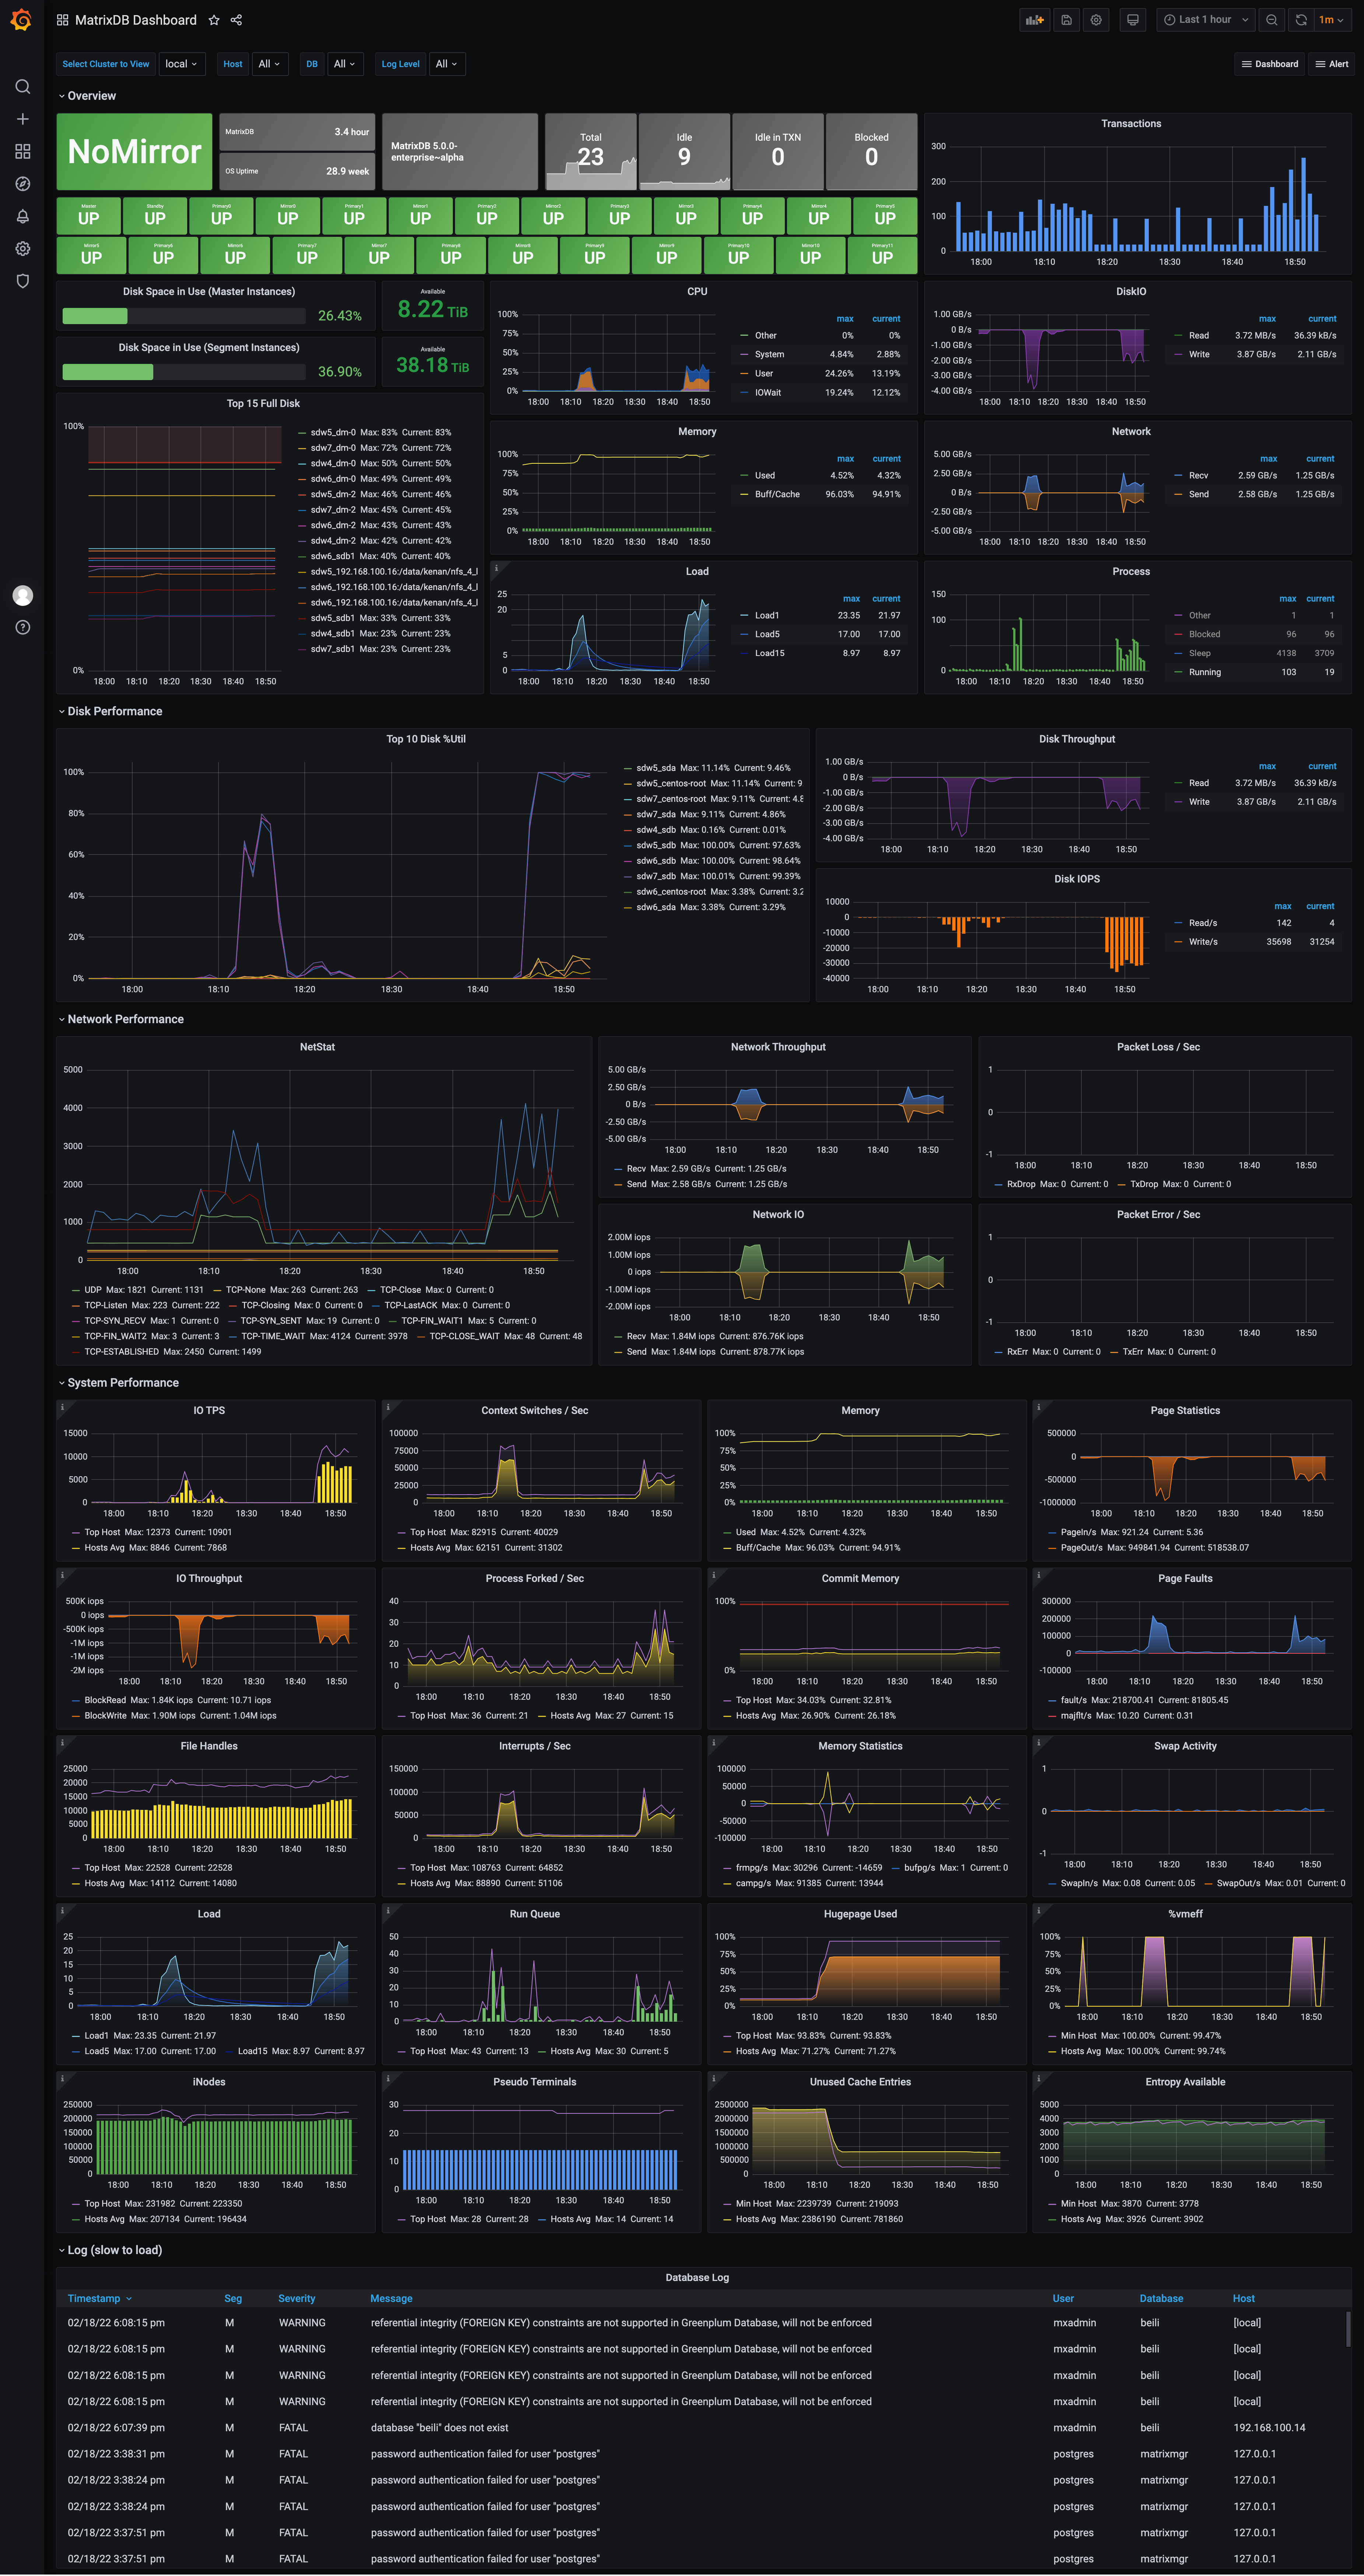 MatrixDB Dashboard
Last 1 hour
1m
Select Cluster to View local Host All DB All Log Level All
Dashboard Alert
Overview
NoMirror
MatrixDB 3.4 hour
OS Uptime 28.9 week
MatrixDB 5.0.0-
enterprise~alpha
Total Idle Idle in TXN Blocked
23 9 0 0
Master Standby Primary0 Mirror0 Primary1 Mirror1 Primary2 Mirror2 Primary3 Mirror3 Primary4 Mirror4 Primary5
UP UP UP UP UP UP UP UP UP UP UP UP UP
Mirror5 Primary6 Mirror6 Primary7 Mirror7 Primary8 Mirror8 Primary9 Mirror9 Primary10 Mirror10 Primary11
UP UP UP UP UP UP UP UP UP UP UP UP
Transactions
300
200
100
0
18:00 18:10 18:20 18:30 18:40 18:50
Disk Space in Use (Master Instances)
26.43%
Available
8.22 TiB
Disk Space in Use (Segment Instances)
36.90%
Available
38.18 TiB
CPU
100%
75%
50%
25%
0%
18:00 18:10 18:20 18:30 18:40 18:50
max current
Other 0% 0%
System 4.84% 2.88%
User 24.26% 13.19%
IOWait 19.24% 12.12%
DiskIO
1.00 GB/s
0 B/s
-1.00 GB/s
-2.00 GB/s
-3.00 GB/s
-4.00 GB/s
18:00 18:10 18:20 18:30 18:40 18:50
max current
Read 3.72 MB/s 36.39 kB/s
Write 3.87 GB/s 2.11 GB/s
Top 15 Full Disk
100%
0%
18:00 18:10 18:20 18:30 18:40 18:50
sdw5_dm-0 Max: 83% Current: 83%
sdw7_dm-0 Max: 72% Current: 72%
sdw4_dm-0 Max: 50% Current: 50%
sdw6_dm-0 Max: 49% Current: 49%
sdw5_dm-2 Max: 46% Current: 46%
sdw7_dm-2 Max: 45% Current: 45%
sdw6_dm-2 Max: 43% Current: 43%
sdw4_dm-2 Max: 42% Current: 42%
sdw6_sdb1 Max: 40% Current: 40%
sdw5_192.168.100.16:/data/kenan/nfs_4_l
sdw6_192.168.100.16:/data/kenan/nfs_4_l
sdw6_192.168.100.16:/data/kenan/nfs_4_l
sdw5_sdb1 Max: 33% Current: 33%
sdw4_sdb1 Max: 23% Current: 23%
sdw7_sdb1 Max: 23% Current: 23%
Memory
100%
75%
50%
25%
0%
18:00 18:10 18:20 18:30 18:40 18:50
max current
Used 4.52% 4.32%
Buff/Cache 96.03% 94.91%
Network
5.00 GB/s
2.50 GB/s
0 B/s
-2.50 GB/s
-5.00 GB/s
18:00 18:10 18:20 18:30 18:40 18:50
max current
Recv 2.59 GB/s 1.25 GB/s
Send 2.58 GB/s 1.25 GB/s
Load
25
20
5
0
18:00 18:10 18:20 18:30 18:40 18:50
max current
Load1 23.35 21.97
Load5 17.00 17.00
Load15 8.97 8.97
Process
150
100
0
18:00 18:10 18:20 18:30 18:40 18:50
max current
Other 1 1
Blocked 96 96
Sleep 4138 3709
Running 103 19
Disk Performance
Top 10 Disk %Util
100%
80%
60%
40%
20%
0%
18:00 18:10 18:20 18:30 18:40 18:50
sdw5_sda Max: 11.14% Current: 9.46%
sdw5_centos-root Max: 11.14% Current: 9
sdw7_centos-root Max: 9.11% Current: 4.8
sdw7_sda Max: 9.11% Current: 4.86%
sdw4_sdb Max: 0.16% Current: 0.01%
sdw5_sdb Max: 100.00% Current: 97.63%
sdw6_sdb Max: 100.00% Current: 98.64%
sdw7_sdb Max: 100.01% Current: 99.39%
sdw6_centos-root Max: 3.38% Current: 3.2
sdw6_sda Max: 3.38% Current: 3.29%
Disk Throughput
1.00 GB/s
0 B/s
-1.00 GB/s
-2.00 GB/s
-3.00 GB/s
-4.00 GB/s
18:00 18:10 18:20 18:30 18:40 18:50
max current
Read 3.72 MB/s 36.39 kB/s
Write 3.87 GB/s 2.11 GB/s
Disk IOPS
10000
0
-10000
-20000
-30000
-40000
18:00 18:10 18:20 18:30 18:40 18:50
max current
Read/s 142 4
Write/s 35698 31254
Network Performance
NetStat
5000
4000
3000
2000
1000
0
18:00 18:10 18:20 18:30 18:40 18:50
UDP Max: 1821 Current: 1131 TCP-None Max: 263 Current: 263 TCP-Close Max: 0 Current: 0
TCP-Listen Max: 223 Current: 222 TCP-Closing Max: 0 Current: 0 TCP-LastACK Max: 0 Current: 0
TCP-SYN_RECV Max: 1 Current: 0 TCP-SYN_SENT Max: 19 Current: 0 TCP-FIN_WAIT1 Max: 5 Current: 0
TCP-FIN_WAIT2 Max: 3 Current: 3 TCP-TIME_WAIT Max: 4124 Current: 3978 TCP-CLOSE_WAIT Max: 48 Current: 48
TCP-ESTABLISHED Max: 2450 Current: 1499
Network Throughput
5.00 GB/s
2.50 GB/s
0 B/s
-2.50 GB/s
-5.00 GB/s
18:00 18:10 18:20 18:30 18:40 18:50
Recv Max: 2.59 GB/s Current: 1.25 GB/s
Send Max: 2.58 GB/s Current: 1.25 GB/s
Packet Loss / Sec
1
0
-1
18:00 18:10 18:20 18:30 18:40 18:50
RxDrop Max: 0 Current: 0 TxDrop Max: 0 Current: 0
Network IO
2.00M iops
1.00M iops
0 iops
-1.00M iops
-2.00M iops
18:00 18:10 18:20 18:30 18:40 18:50
Recv Max: 1.84M iops Current: 876.76K iops
Send Max: 1.84M iops Current: 878.77K iops
Packet Error / Sec
1
0
-1
18:00 18:10 18:20 18:30 18:40 18:50
RxErr Max: 0 Current: 0 TxErr Max: 0 Current: 0
System Performance
IO TPS
15000
10000
5000
0
18:00 18:10 18:20 18:30 18:40 18:50
Top Host Max: 12373 Current: 10901
Hosts Avg Max: 8846 Current: 7868
Context Switches / Sec
100000
75000
50000
25000
0
18:00 18:10 18:20 18:30 18:40 18:50
Top Host Max: 82915 Current: 40029
Hosts Avg Max: 62151 Current: 31302
Memory
100%
75%
50%
25%
0%
18:00 18:10 18:20 18:30 18:40 18:50
Used Max: 4.52% Current: 4.32%
Buff/Cache Max: 96.03% Current: 94.91%
Page Statistics
500000
0
-500000
-1000000
18:00 18:10 18:20 18:30 18:40 18:50
PageIn/s Max: 921.24 Current: 5.36
PageOut/s Max: 949841.94 Current: 518538.07
IO Throughput
500K iops
0 iops
-500K iops
-1M iops
-1M iops
-2M iops
18:00 18:10 18:20 18:30 18:40 18:50
BlockRead Max: 1.84K iops Current: 10.71 iops
BlockWrite Max: 1.90M iops Current: 1.04M iops
Process Forked / Sec
40
30
20
10
0
18:00 18:10 18:20 18:30 18:40 18:50
Top Host Max: 36 Current: 21 Hosts Avg Max: 27 Current: 15
Commit Memory
100%
0%
18:00 18:10 18:20 18:30 18:40 18:50
Top Host Max: 34.03% Current: 32.81%
Hosts Avg Max: 26.90% Current: 26.18%
Page Faults
300000
200000
100000
0
-100000
18:00 18:10 18:20 18:30 18:40 18:50
fault/s Max: 218700.41 Current: 81805.45
majflt/s Max: 10.20 Current: 0.31
File Handles
25000
20000
15000
10000
5000
0
18:00 18:10 18:20 18:30 18:40 18:50
Top Host Max: 22528 Current: 22528
Hosts Avg Max: 14112 Current: 14080
Interrupts / Sec
150000
100000
50000
0
18:00 18:10 18:20 18:30 18:40 18:50
Top Host Max: 108763 Current: 64852
Hosts Avg Max: 88890 Current: 51106
Memory Statistics
100000
50000
0
-50000
-100000
18:00 18:10 18:20 18:30 18:40 18:50
frmpg/s Max: 30296 Current: -14659 bufpg/s Max: 1 Current: 0
campg/s Max: 91385 Current: 13944
Swap Activity
1
0
-1
18:00 18:10 18:20 18:30 18:40 18:50
SwapIn/s Max: 0.08 Current: 0.05 SwapOut/s Max: 0.01 Current: 0
Load
25
20
15
10
5
0
18:00 18:10 18:20 18:30 18:40 18:50
Load1 Max: 23.35 Current: 21.97
Load5 Max: 17.00 Current: 17.00 Load15 Max: 8.97 Current: 8.97
Run Queue
50
40
30
20
10
0
18:00 18:10 18:20 18:30 18:40 18:50
Top Host Max: 43 Current: 13 Hosts Avg Max: 30 Current: 5
Hugepage Used
100%
75%
50%
25%
0%
18:00 18:10 18:20 18:30 18:40 18:50
Top Host Max: 93.83% Current: 93.83%
Hosts Avg Max: 71.27% Current: 71.27%
%vmeff
100%
75%
50%
25%
0%
18:00 18:10 18:20 18:30 18:40 18:50
Min Host Max: 100.00% Current: 99.47%
Hosts Avg Max: 100.00% Current: 99.74%
iNodes
250000
200000
150000
100000
50000
0
18:00 18:10 18:20 18:30 18:40 18:50
Top Host Max: 231982 Current: 223350
Hosts Avg Max: 207134 Current: 196434
Pseudo Terminals
30
20
10
0
18:00 18:10 18:20 18:30 18:40 18:50
Top Host Max: 28 Current: 28 Hosts Avg Max: 14 Current: 14
Unused Cache Entries
2500000
2000000
1500000
1000000
500000
0
18:00 18:10 18:20 18:30 18:40 18:50
Min Host Max: 2239739 Current: 219093
Hosts Avg Max: 2386190 Current: 781860
Entropy Available
5000
4000
3000
2000
1000
0
18:00 18:10 18:20 18:30 18:40 18:50
Min Host Max: 3870 Current: 3778
Hosts Avg Max: 3926 Current: 3902
Log (slow to load)
Database Log
Timestamp Seg Severity Message User Database Host
02/18/22 6:08:15 pm M WARNING referential integrity (FOREIGN KEY) constraints are not supported in Greenplum Database, will not be enforced mxadmin beili [local]
02/18/22 6:08:15 pm M WARNING referential integrity (FOREIGN KEY) constraints are not supported in Greenplum Database, will not be enforced mxadmin beili [local]
02/18/22 6:08:15 pm M WARNING referential integrity (FOREIGN KEY) constraints are not supported in Greenplum Database, will not be enforced mxadmin beili [local]
02/18/22 6:08:15 pm M WARNING referential integrity (FOREIGN KEY) constraints are not supported in Greenplum Database, will not be enforced mxadmin beili [local]
02/18/22 6:07:39 pm M FATAL database "beili" does not exist mxadmin beili 192.168.100.14
02/18/22 3:38:31 pm M FATAL password authentication failed for user "postgres" postgres matrixmgr 127.0.0.1
02/18/22 3:38:24 pm M FATAL password authentication failed for user "postgres" postgres matrixmgr 127.0.0.1
02/18/22 3:38:24 pm M FATAL password authentication failed for user "postgres" postgres matrixmgr 127.0.0.1
02/18/22 3:37:51 pm M FATAL password authentication failed for user "postgres" postgres matrixmgr 127.0.0.1
02/18/22 3:37:51 pm M FATAL password authentication failed for user "postgres" postgres matrixmgr 127.0.0.1